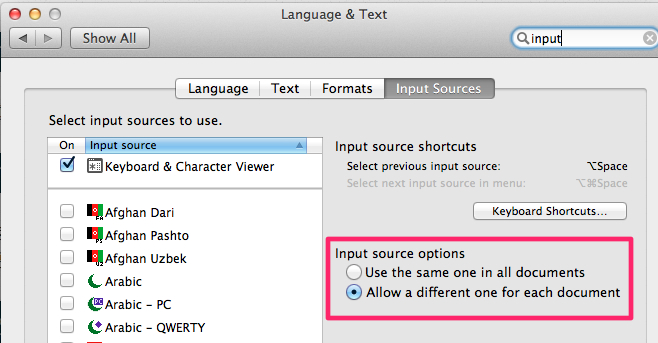 Language & Text
Show All
input
Language Text Formats Input Sources
Select input sources to use.
On Input source
Keyboard & Character Viewer
Afghan Dari
Afghan Pashto
Afghan Uzbek
Arabic
Arabic - PC
Arabic - QWERTY
Input source shortcuts
Select previous input source: ⌥Space
Select next input source in menu: ⌥⌘Space
Keyboard Shortcuts...
Input source options
Use the same one in all documents
Allow a different one for each document